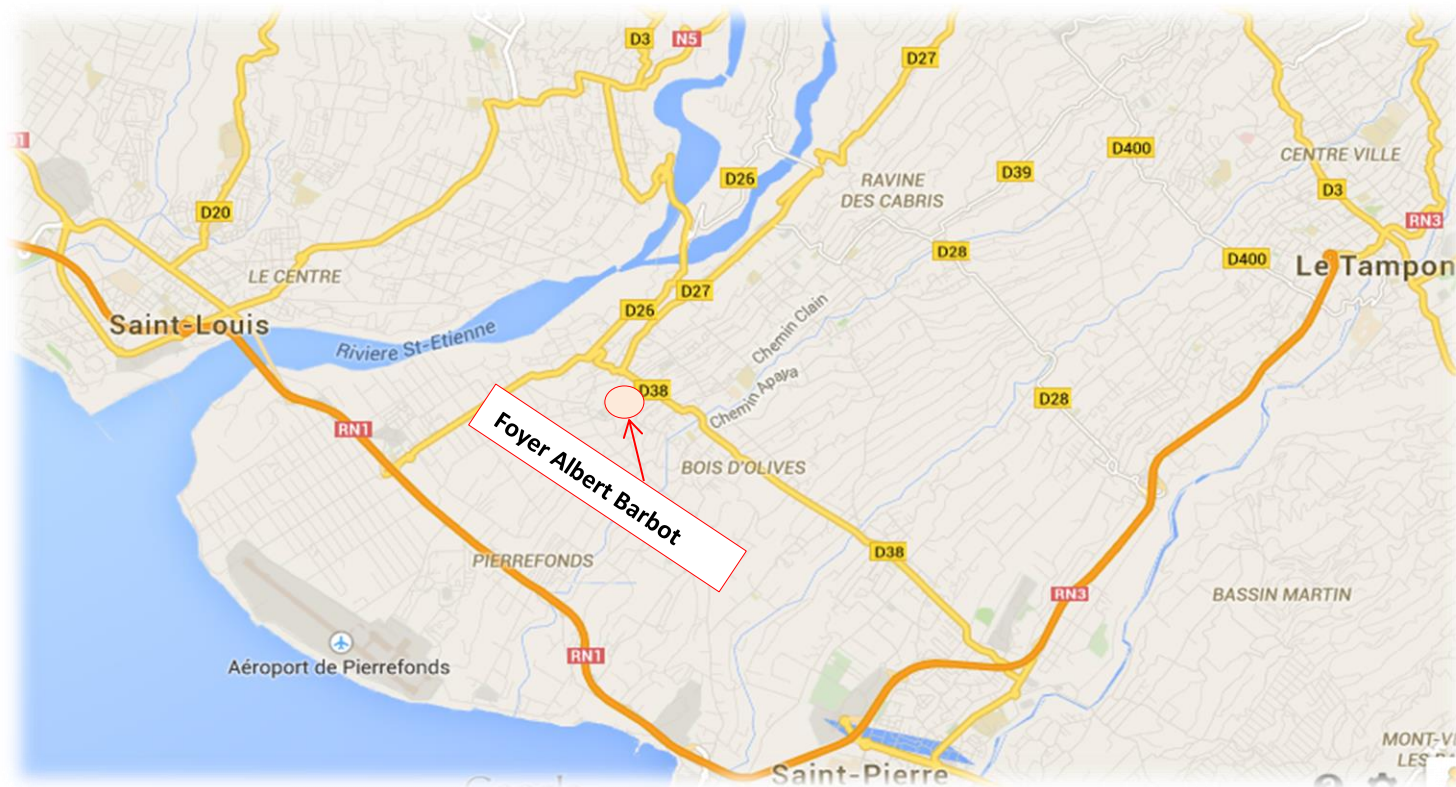 D3
N5
D27
D400
CENTRE VILLE
D39
D26
RAVINE
DES CABRIS
D3
D20
RN3
D28
D400
Le Tampon
LE CENTRE
D27
D26
Saint-Louis
Riviere St-Etienne
Chemin Clain
D38
Chemin Apaya
D28
RN1
Foyer Albert Barbot
BOIS D'OLIVES
D38
PIERREFONDS
RN3
BASSIN MARTIN
RN1
Aéroport de Pierrefonds
Saint-Pierre